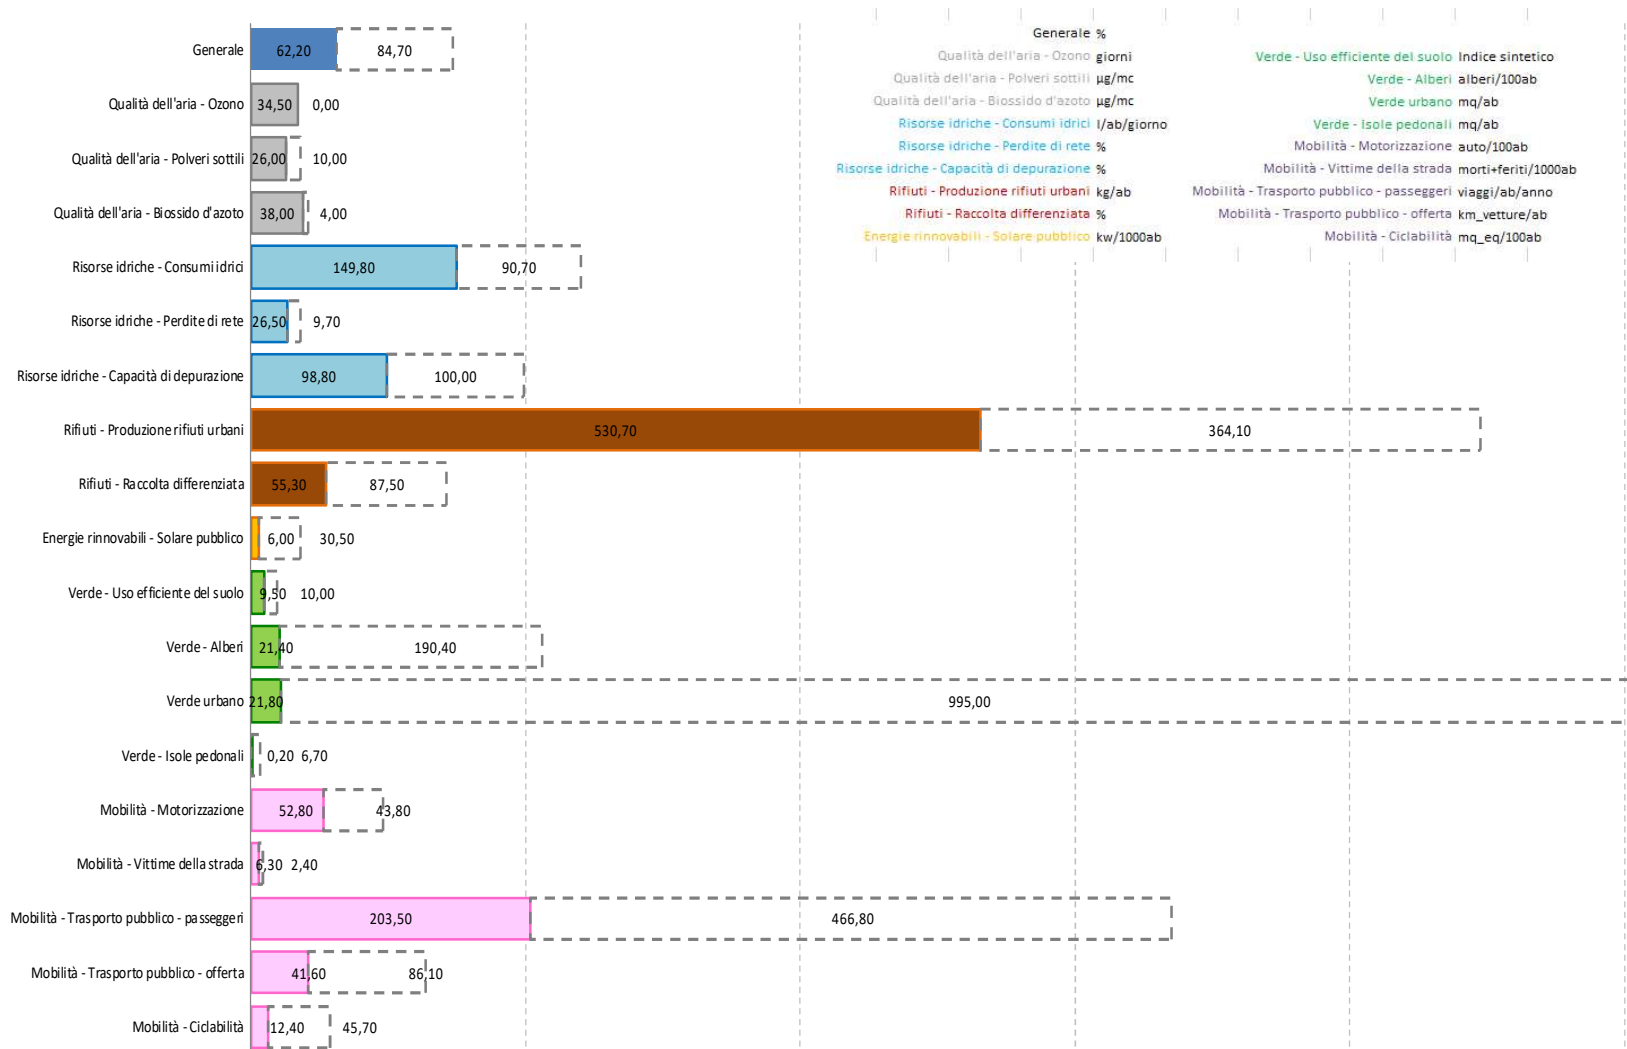 Generale 62,20 84,70
Qualità dell'aria - Ozono 34,50 0,00
Qualità dell'aria - Polveri sottili 26,00 10,00
Qualità dell'aria - Biossido d'azoto 38,00 4,00
Risorse idriche - Consumi idrici 149,80 90,70
Risorse idriche - Perdite di rete 26,50 9,70
Risorse idriche - Capacità di depurazione 98,80 100,00
Rifiuti - Produzione rifiuti urbani 530,70 364,10
Rifiuti - Raccolta differenziata 55,30 87,50
Energie rinnovabili - Solare pubblico 6,00 30,50
Verde - Uso efficiente del suolo 9,50 10,00
Verde - Alberi 21,40 190,40
Verde urbano 21,80 995,00
Verde - Isole pedonali 0,20 6,70
Mobilità - Motorizzazione 52,80 43,80
Mobilità - Vittime della strada 6,30 2,40
Mobilità - Trasporto pubblico - passeggeri 203,50 466,80
Mobilità - Trasporto pubblico - offerta 41,60 86,10
Mobilità - Ciclabilità 12,40 45,70
Generale %
Qualità dell'aria - Ozono giorni
Qualità dell'aria - Polveri sottili µg/mc
Qualità dell'aria - Biossido d'azoto µg/mc
Risorse idriche - Consumi idrici l/ab/giorno
Risorse idriche - Perdite di rete %
Risorse idriche - Capacità di depurazione %
Rifiuti - Produzione rifiuti urbani kg/ab
Rifiuti - Raccolta differenziata %
Energie rinnovabili - Solare pubblico kw/1000ab
Verde - Uso efficiente del suolo Indice sintetico
Verde - Alberi alberi/100ab
Verde urbano mq/ab
Verde - Isole pedonali mq/ab
Mobilità - Motorizzazione auto/100ab
Mobilità - Vittime della strada morti+feriti/1000ab
Mobilità - Trasporto pubblico - passeggeri viaggi/ab/anno
Mobilità - Trasporto pubblico - offerta km_vetture/ab
Mobilità - Ciclabilità mq_eq/100ab